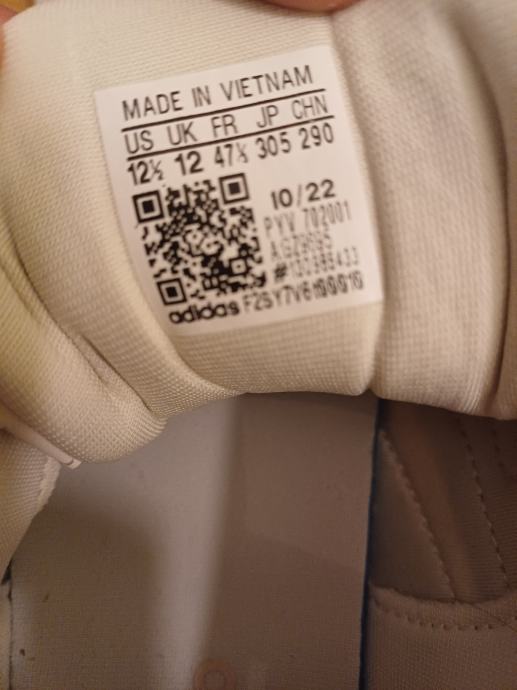 MADE IN VIETNAM
US UK FR JP CHN
12½ 12 47⅓ 305 290
10/22
PYV 702001
adidas